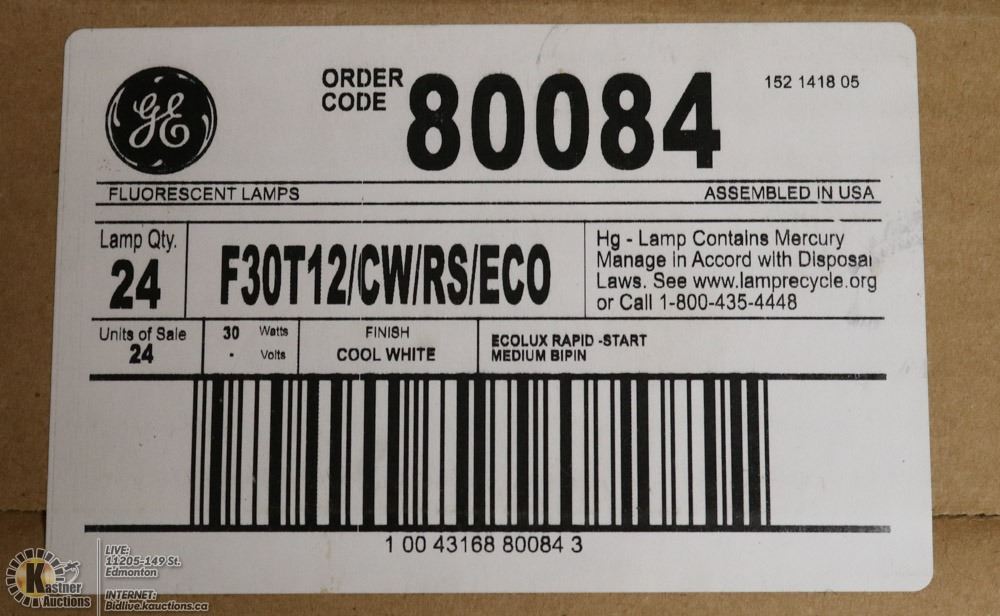 GE
ORDER CODE
80084
152 1418 05
FLUORESCENT LAMPS
ASSEMBLED IN USA
Lamp Qty.
24
F30T12/CW/RS/ECO
Hg - Lamp Contains Mercury
Manage in Accord with Disposal
Laws. See www.lamprecycle.org
or Call 1-800-435-4448
Units of Sale
24
30 Watts
- Volts
FINISH
COOL WHITE
ECOLUX RAPID -START
MEDIUM BIPIN
1 00 43168 80084 3
Kastner
Auctions
LIVE:
11205-149 St.
Edmonton
INTERNET:
Bidlive.kauctions.ca